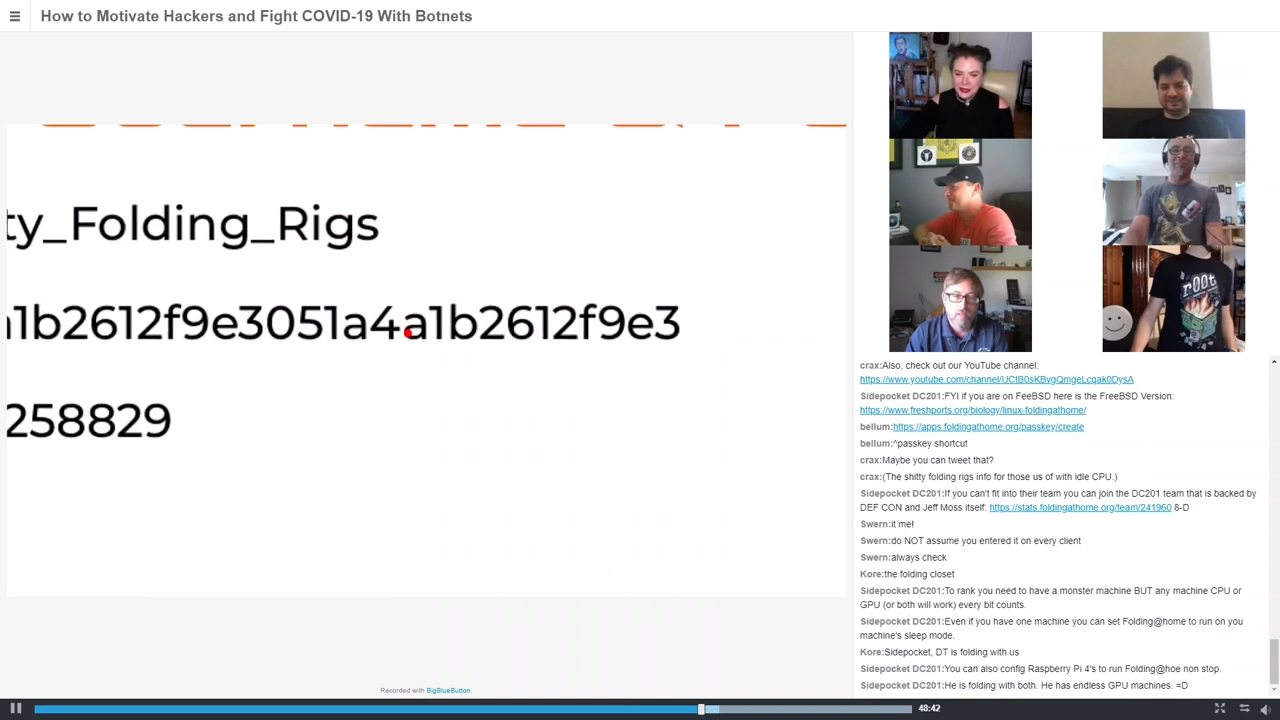 How to Motivate Hackers and Fight COVID-19 With Botnets
ty_Folding_Rigs
a1b2612f9e3051a4a1b2612f9e3
258829
r00t
crax:Also, check out our YouTube channel:
https://www.youtube.com/channel/UCtB0sKBvgQmgeLcqak0DysA
Sidepocket DC201:FYI if you are on FeeBSD here is the FreeBSD Version:
https://www.freshports.org/biology/linux-foldingathome/
bellum:https://apps.foldingathome.org/passkey/create
bellum:^passkey shortcut
crax:Maybe you can tweet that?
crax:(The shitty folding rigs info for those us of with idle CPU.)
Sidepocket DC201:If you can't fit into their team you can join the DC201 team that is backed by
DEF CON and Jeff Moss itself: https://stats.foldingathome.org/team/241960 8-D
Swern:it me!
Swern:do NOT assume you entered it on every client
Swern:always check
Kore:the folding closet
Sidepocket DC201:To rank you need to have a monster machine BUT any machine CPU or
GPU (or both will work) every bit counts.
Sidepocket DC201:Even if you have one machine you can set Folding@home to run on you
machine's sleep mode.
Kore:Sidepocket, DT is folding with us
Sidepocket DC201:You can also config Raspberry Pi 4's to run Folding@hoe non stop.
Sidepocket DC201:He is folding with both. He has endless GPU machines. =D
Recorded with BigBlueButton.
48:42